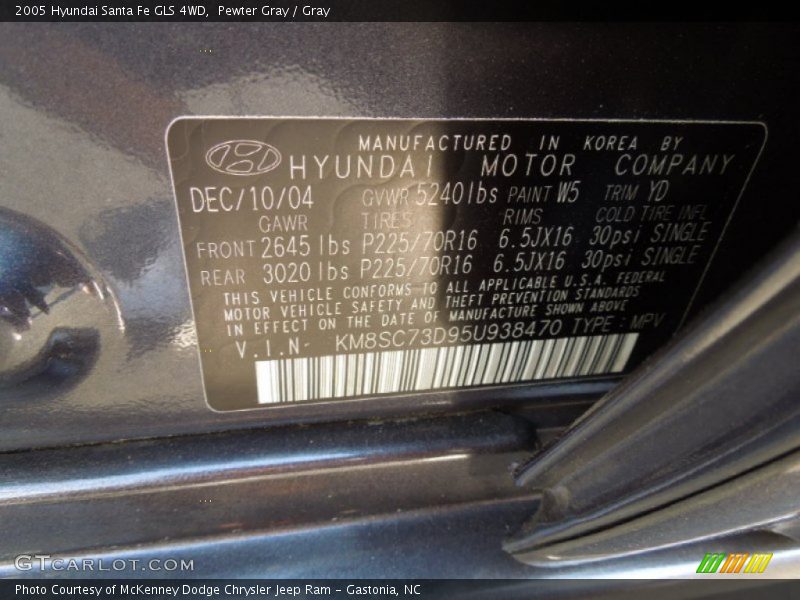 2005 Hyundai Santa Fe GLS 4WD, Pewter Gray / Gray
MANUFACTURED IN KOREA BY
HYUNDAI MOTOR COMPANY
DEC/10/04 GVWR 5240 lbs PAINT W5 TRIM YD
GAWR TIRES RIMS COLD TIRE INFL
FRONT 2645 lbs P225/70R16 6.5JX16 30psi SINGLE
REAR 3020 lbs P225/70R16 6.5JX16 30psi SINGLE
THIS VEHICLE CONFORMS TO ALL APPLICABLE U.S.A. FEDERAL
MOTOR VEHICLE SAFETY AND THEFT PREVENTION STANDARDS
IN EFFECT ON THE DATE OF MANUFACTURE SHOWN ABOVE
V.I.N- KM8SC73D95U938470 TYPE : MPV
GTCARLOT.COM
Photo Courtesy of McKenney Dodge Chrysler Jeep Ram – Gastonia, NC